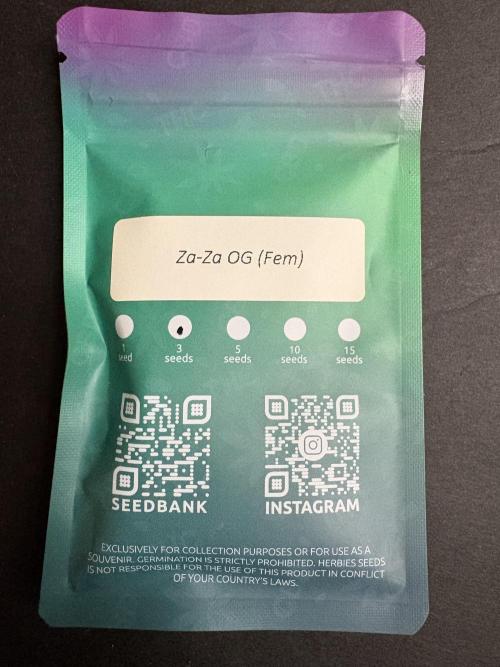 Za-Za OG (Fem)
1 3 5 10 15
seed seeds seeds seeds seeds
SEEDBANK INSTAGRAM
EXCLUSIVELY FOR COLLECTION PURPOSES OR FOR USE AS A
SOUVENIR. GERMINATION IS STRICTLY PROHIBITED. HERBIES SEEDS
IS NOT RESPONSIBLE FOR THE USE OF THIS PRODUCT IN CONFLICT
OF YOUR COUNTRY'S LAWS.